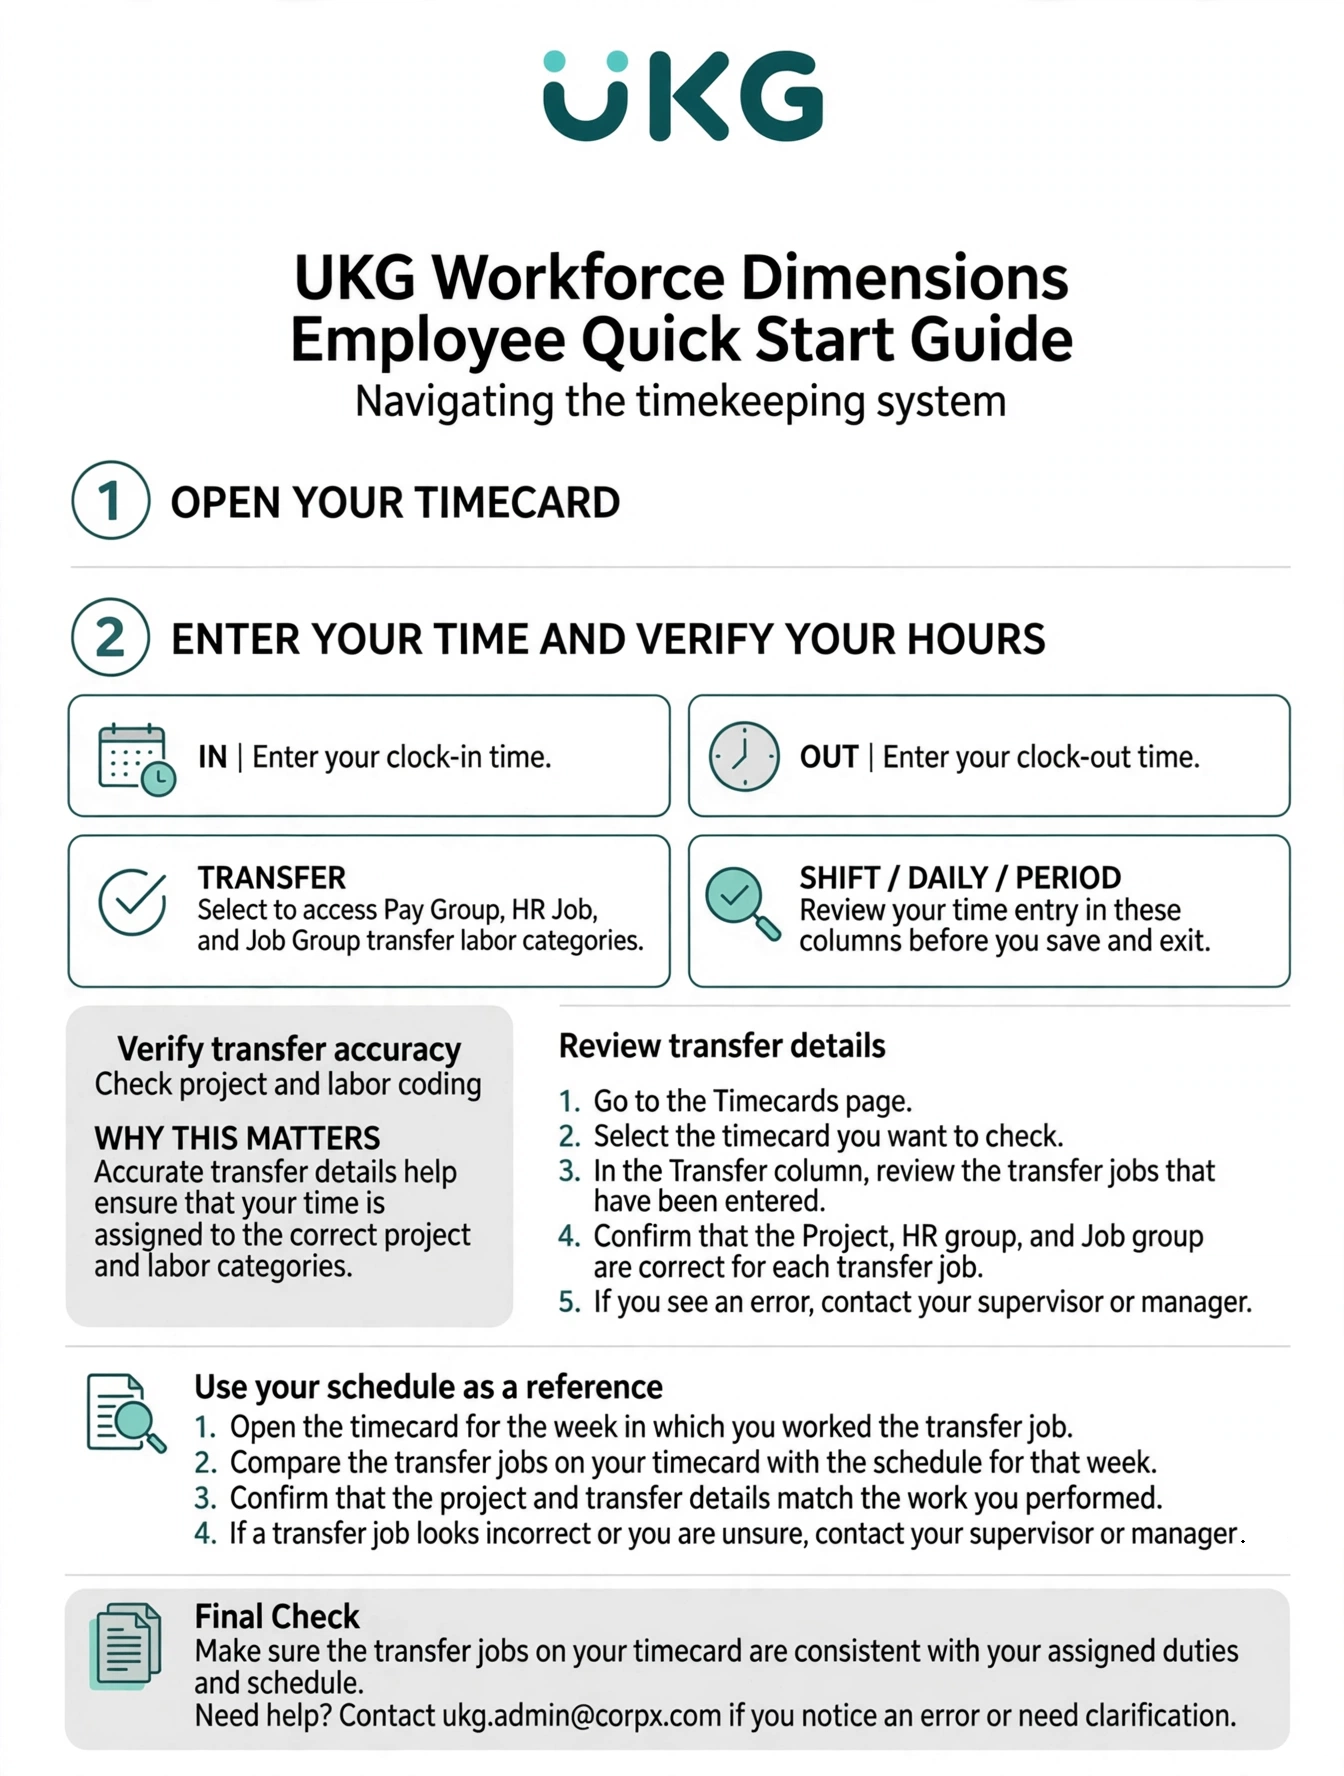 UKG
UKG Workforce Dimensions
Employee Quick Start Guide
Navigating the timekeeping system
1 OPEN YOUR TIMECARD
2 ENTER YOUR TIME AND VERIFY YOUR HOURS
IN | Enter your clock-in time.
OUT | Enter your clock-out time.
TRANSFER
Select to access Pay Group, HR Job,
and Job Group transfer labor categories.
SHIFT / DAILY / PERIOD
Review your time entry in these
columns before you save and exit.
Verify transfer accuracy
Check project and labor coding
WHY THIS MATTERS
Accurate transfer details help
ensure that your time is
assigned to the correct project
and labor categories.
Review transfer details
1. Go to the Timecards page.
2. Select the timecard you want to check.
3. In the Transfer column, review the transfer jobs that
have been entered.
4. Confirm that the Project, HR group, and Job group
are correct for each transfer job.
5. If you see an error, contact your supervisor or manager.
Use your schedule as a reference
1. Open the timecard for the week in which you worked the transfer job.
2. Compare the transfer jobs on your timecard with the schedule for that week.
3. Confirm that the project and transfer details match the work you performed.
4. If a transfer job looks incorrect or you are unsure, contact your supervisor or manager.
Final Check
Make sure the transfer jobs on your timecard are consistent with your assigned duties
and schedule.
Need help? Contact ukg.admin@corpx.com if you notice an error or need clarification.